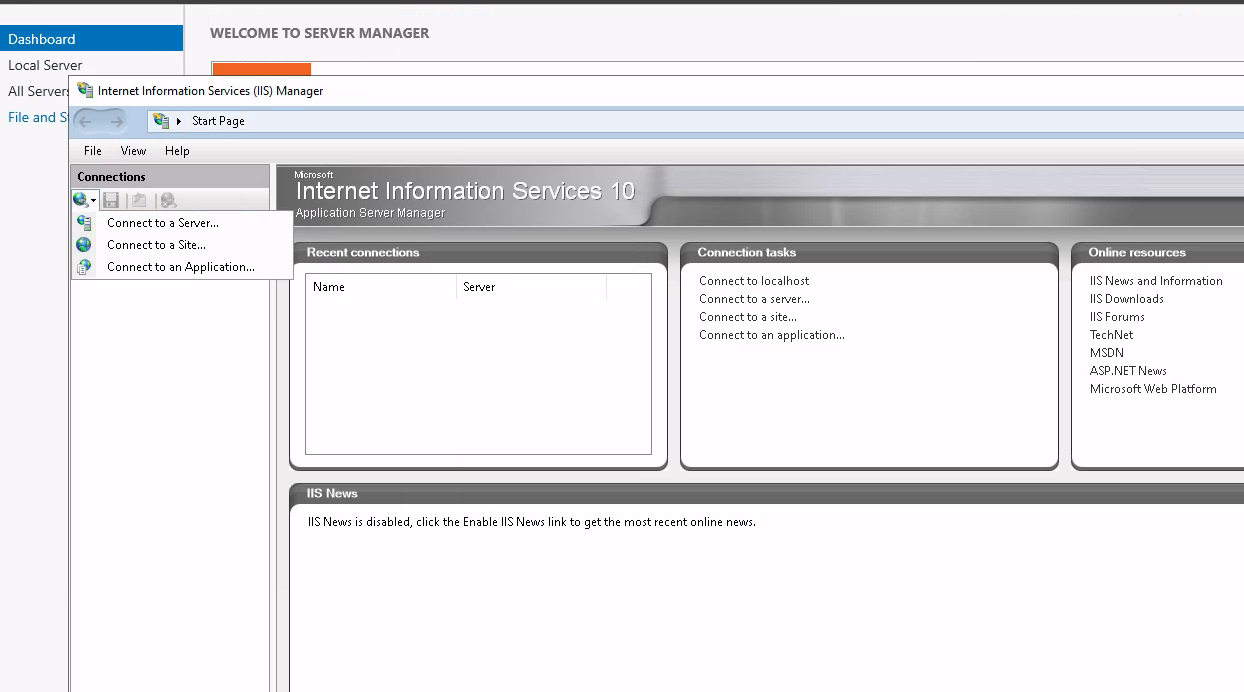 WELCOME TO SERVER MANAGER
Dashboard
Local Server
All Servers
File and S
Internet Information Services (IIS) Manager
Start Page
File View Help
Connections
Connect to a Server...
Connect to a Site...
Connect to an Application...
Microsoft
Internet Information Services 10
Application Server Manager
Recent connections
Name Server
Connection tasks
Connect to localhost
Connect to a server...
Connect to a site...
Connect to an application...
Online resources
IIS News and Information
IIS Downloads
IIS Forums
TechNet
MSDN
ASP.NET News
Microsoft Web Platform
IIS News
IIS News is disabled, click the Enable IIS News link to get the most recent online news.